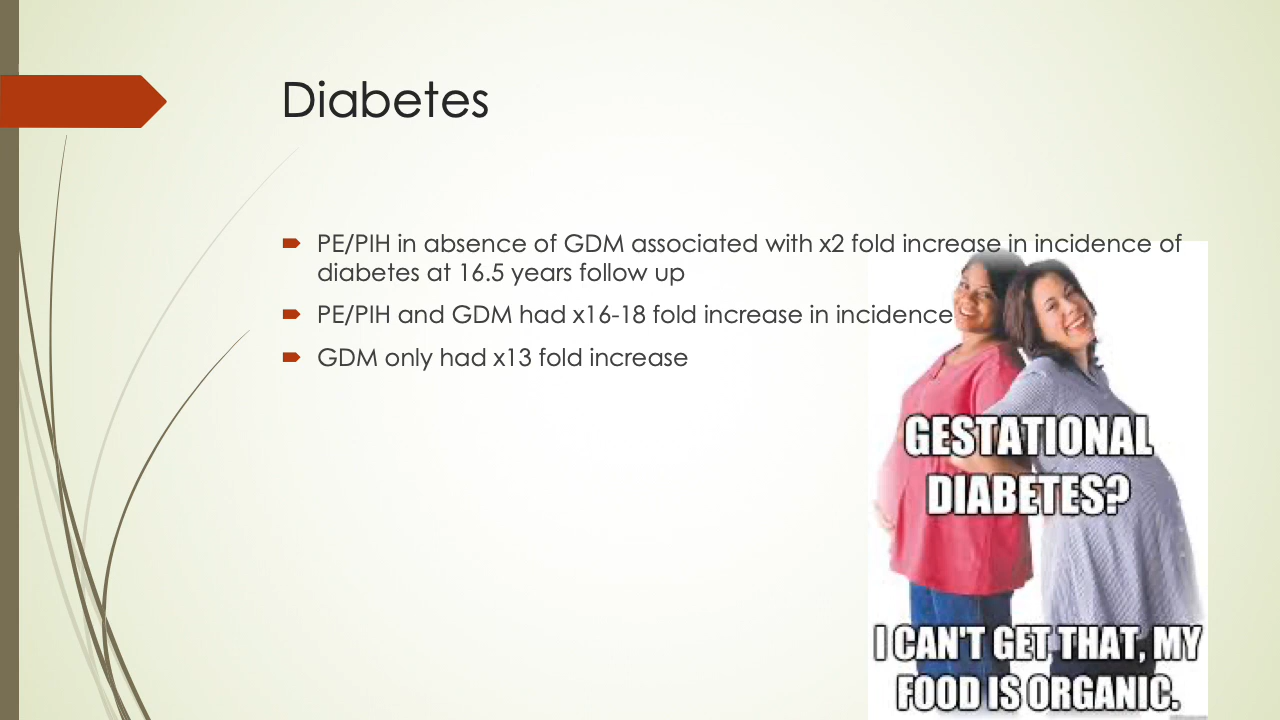 Diabetes
PE/PIH in absence of GDM associated with x2 fold increase in incidence of
diabetes at 16.5 years follow up
PE/PIH and GDM had x16-18 fold increase in incidence
GDM only had x13 fold increase
GESTATIONAL
DIABETES?
I CAN'T GET THAT, MY
FOOD IS ORGANIC.